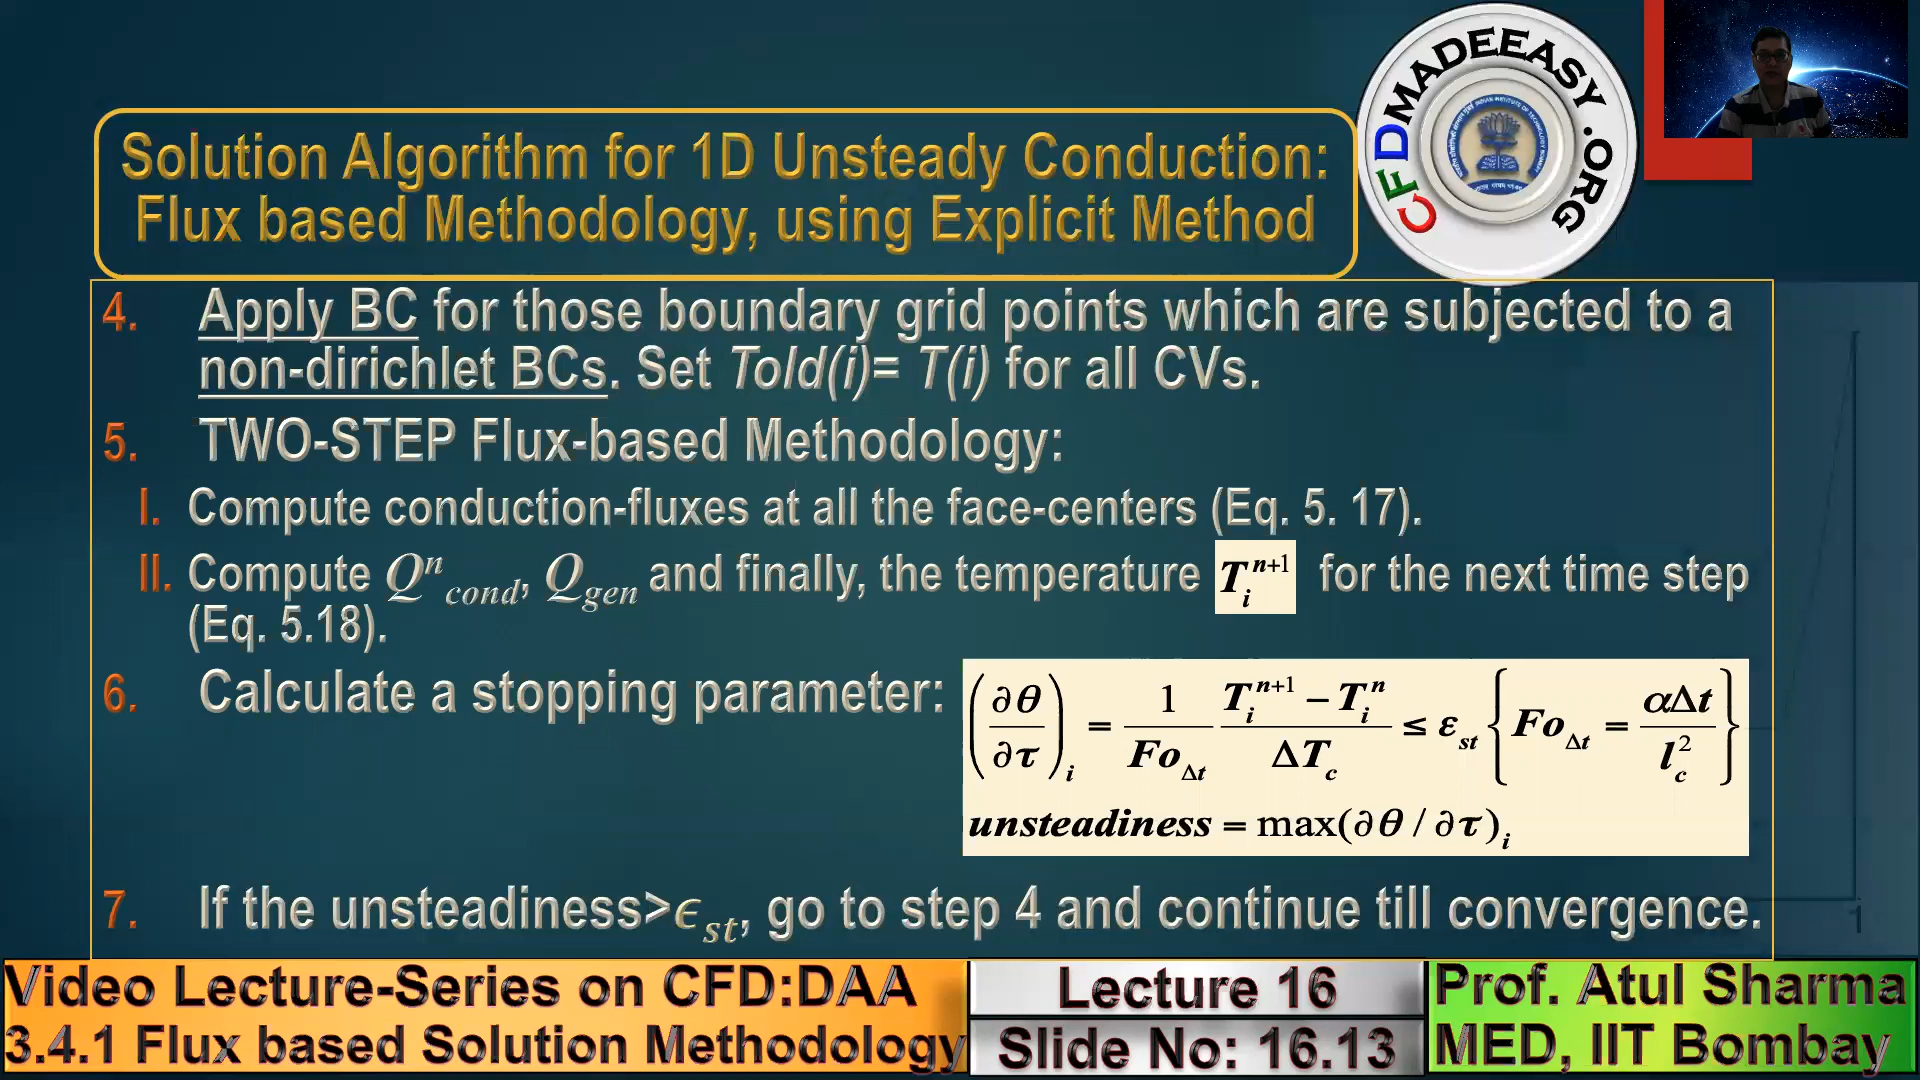 CFDMADEEASY.ORG
Solution Algorithm for 1D Unsteady Conduction:
Flux based Methodology, using Explicit Method
4. Apply BC for those boundary grid points which are subjected to a
non-dirichlet BCs. Set Told(i)= T(i) for all CVs.
5. TWO-STEP Flux-based Methodology:
I. Compute conduction-fluxes at all the face-centers (Eq. 5. 17).
II. Compute Qⁿ_cond, Q_gen and finally, the temperature T_i^{n+1} for the next time step
(Eq. 5.18).
6. Calculate a stopping parameter: (∂θ/∂τ)_i = 1/Fo_Δt (T_i^{n+1} − T_i^n)/ΔT_c ≤ ε_st {Fo_Δt = αΔt/l_c^2}
unsteadiness = max(∂θ / ∂τ)_i
7. If the unsteadiness>ϵ_st, go to step 4 and continue till convergence.
1
Video Lecture-Series on CFD:DAA
3.4.1 Flux based Solution Methodology
Lecture 16
Slide No: 16.13
Prof. Atul Sharma
MED, IIT Bombay